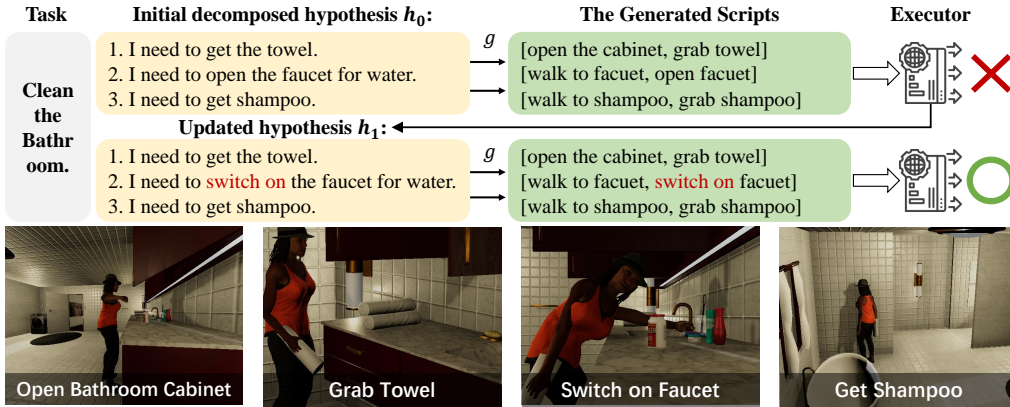 Task
Initial decomposed hypothesis h₀:
The Generated Scripts
Executor
Clean
the
Bathr
oom.
1. I need to get the towel.
2. I need to open the faucet for water.
3. I need to get shampoo.
g
[open the cabinet, grab towel]
[walk to facuet, open facuet]
[walk to shampoo, grab shampoo]
Updated hypothesis h₁:
1. I need to get the towel.
2. I need to switch on the faucet for water.
3. I need to get shampoo.
g
[open the cabinet, grab towel]
[walk to facuet, switch on facuet]
[walk to shampoo, grab shampoo]
Open Bathroom Cabinet
Grab Towel
Switch on Faucet
Get Shampoo